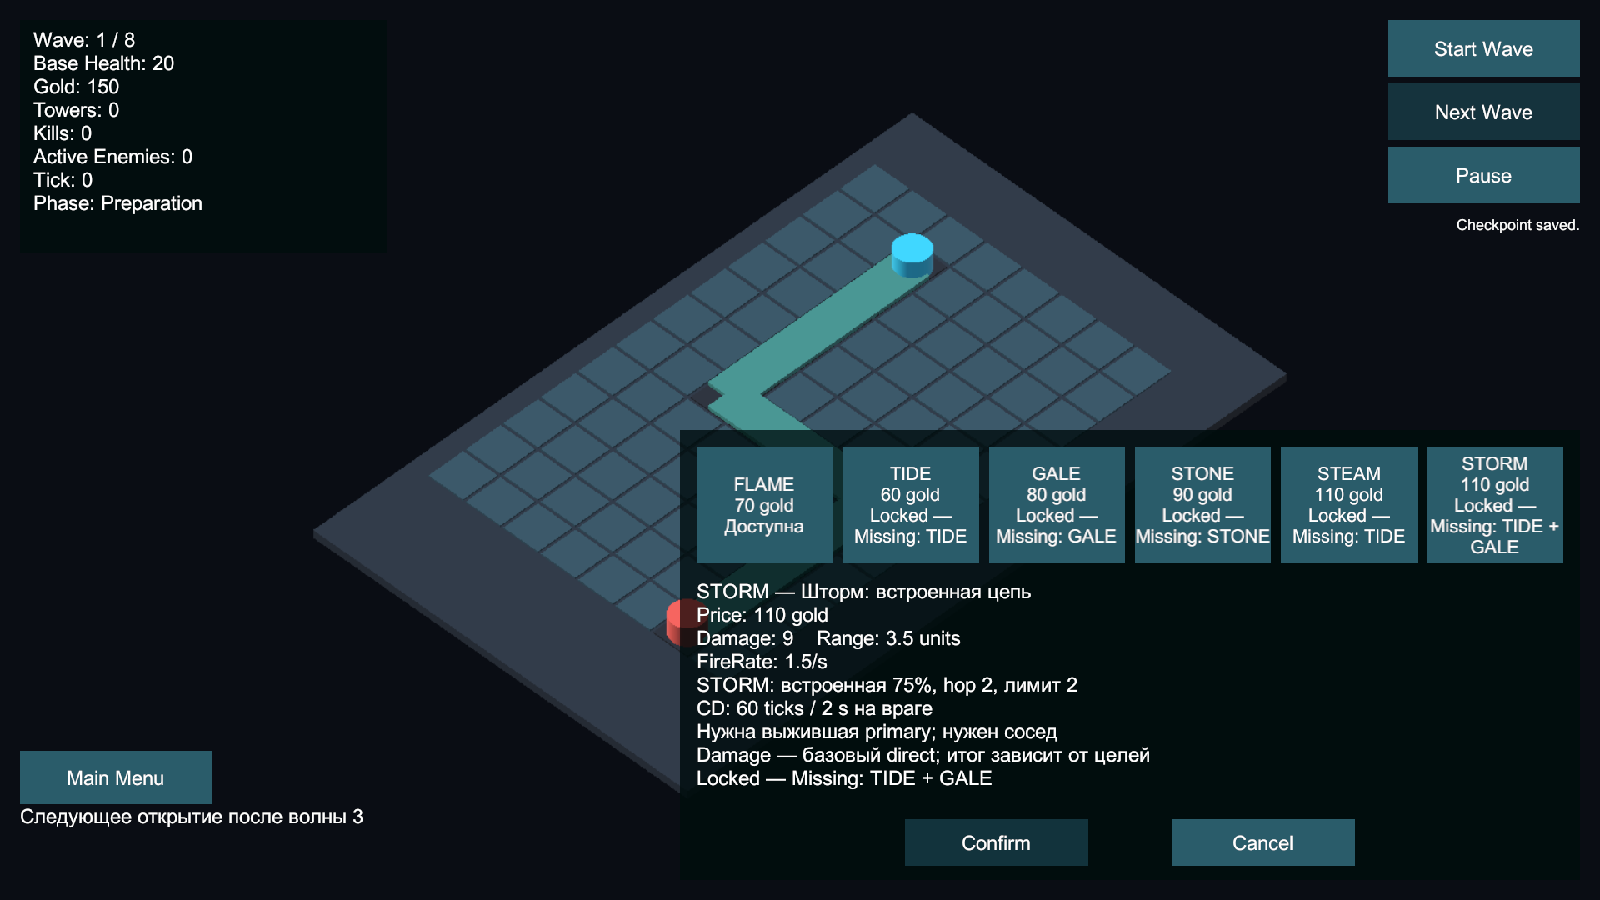 Wave: 1 / 8
Base Health: 20
Gold: 150
Towers: 0
Kills: 0
Active Enemies: 0
Tick: 0
Phase: Preparation
Start Wave
Next Wave
Pause
Checkpoint saved.
FLAME
70 gold
Доступна
TIDE
60 gold
Locked —
Missing: TIDE
GALE
80 gold
Locked —
Missing: GALE
STONE
90 gold
Locked —
Missing: STONE
STEAM
110 gold
Locked —
Missing: TIDE
STORM
110 gold
Locked —
Missing: TIDE +
GALE
STORM — Шторм: встроенная цепь
Price: 110 gold
Damage: 9    Range: 3.5 units
FireRate: 1.5/s
STORM: встроенная 75%, hop 2, лимит 2
CD: 60 ticks / 2 s на враге
Нужна выжившая primary; нужен сосед
Damage — базовый direct; итог зависит от целей
Locked — Missing: TIDE + GALE
Confirm
Cancel
Main Menu
Следующее открытие после волны 3